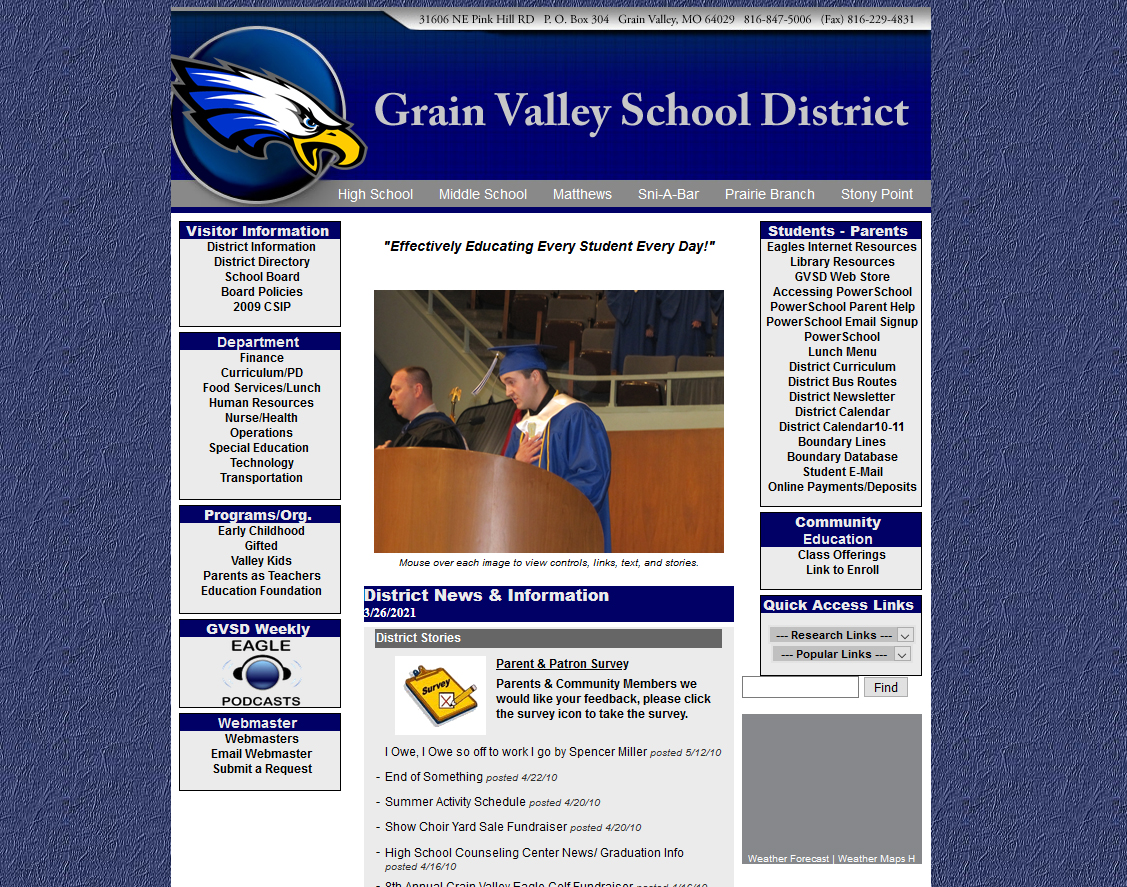 31606 NE Pink Hill RD P. O. Box 304 Grain Valley, MO 64029 816-847-5006 (Fax) 816-229-4831
Grain Valley School District
High School Middle School Matthews Sni-A-Bar Prairie Branch Stony Point
Visitor Information
District Information
District Directory
School Board
Board Policies
2009 CSIP
Department
Finance
Curriculum/PD
Food Services/Lunch
Human Resources
Nurse/Health
Operations
Special Education
Technology
Transportation
Programs/Org.
Early Childhood
Gifted
Valley Kids
Parents as Teachers
Education Foundation
GVSD Weekly
EAGLE
PODCASTS
Webmaster
Webmasters
Email Webmaster
Submit a Request
"Effectively Educating Every Student Every Day!"
Mouse over each image to view controls, links, text, and stories.
District News & Information
3/26/2021
District Stories
Survey
Parent & Patron Survey
Parents & Community Members we
would like your feedback, please click
the survey icon to take the survey.
I Owe, I Owe so off to work I go by Spencer Miller posted 5/12/10
- End of Something posted 4/22/10
- Summer Activity Schedule posted 4/20/10
- Show Choir Yard Sale Fundraiser posted 4/20/10
- High School Counseling Center News/ Graduation Info
posted 4/16/10
- 8th Annual Grain Valley Eagle Golf Fundraiser posted 4/16/10
Students - Parents
Eagles Internet Resources
Library Resources
GVSD Web Store
Accessing PowerSchool
PowerSchool Parent Help
PowerSchool Email Signup
PowerSchool
Lunch Menu
District Curriculum
District Bus Routes
District Newsletter
District Calendar
District Calendar10-11
Boundary Lines
Boundary Database
Student E-Mail
Online Payments/Deposits
Community
Education
Class Offerings
Link to Enroll
Quick Access Links
--- Research Links ---
--- Popular Links ---
Find
Weather Forecast | Weather Maps H